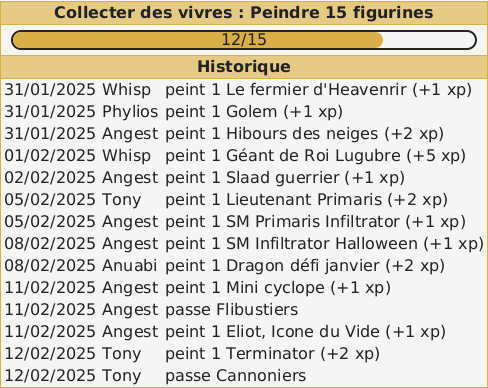 Collecter des vivres : Peindre 15 figurines
12/15
Historique
31/01/2025 Whisp peint 1 Le fermier d'Heavenrir (+1 xp)
31/01/2025 Phylios peint 1 Golem (+1 xp)
31/01/2025 Angest peint 1 Hibours des neiges (+2 xp)
01/02/2025 Whisp peint 1 Géant de Roi Lugubre (+5 xp)
02/02/2025 Angest peint 1 Slaad guerrier (+1 xp)
05/02/2025 Tony peint 1 Lieutenant Primaris (+2 xp)
05/02/2025 Angest peint 1 SM Primaris Infiltrator (+1 xp)
08/02/2025 Angest peint 1 SM Infiltrator Halloween (+1 xp)
08/02/2025 Anuabi peint 1 Dragon défi janvier (+2 xp)
11/02/2025 Angest peint 1 Mini cyclope (+1 xp)
11/02/2025 Angest passe Flibustiers
11/02/2025 Angest peint 1 Eliot, Icone du Vide (+1 xp)
12/02/2025 Tony peint 1 Terminator (+2 xp)
12/02/2025 Tony passe Cannoniers